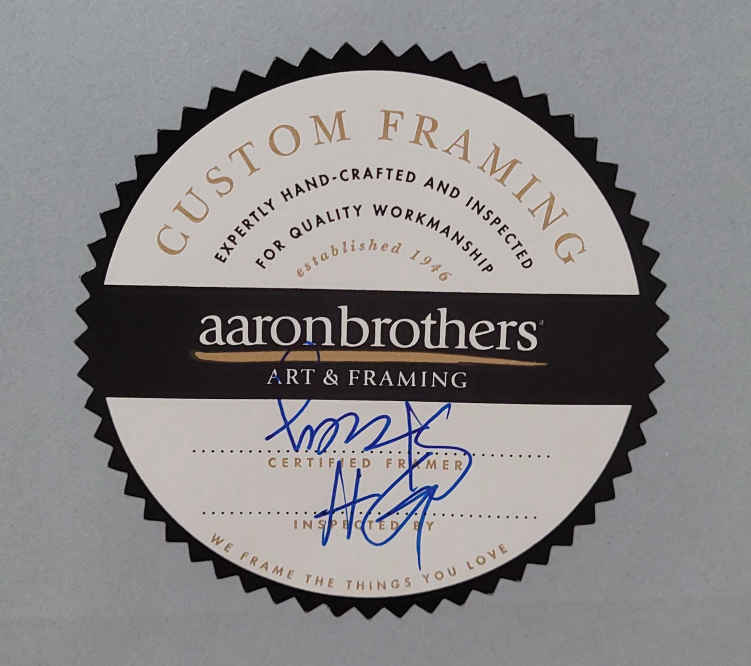 CUSTOM FRAMING
EXPERTLY HAND-CRAFTED AND INSPECTED
FOR QUALITY WORKMANSHIP
established 1946
aaronbrothers
ART & FRAMING
CERTIFIED FRAMER
INSPECTED BY
WE FRAME THE THINGS YOU LOVE